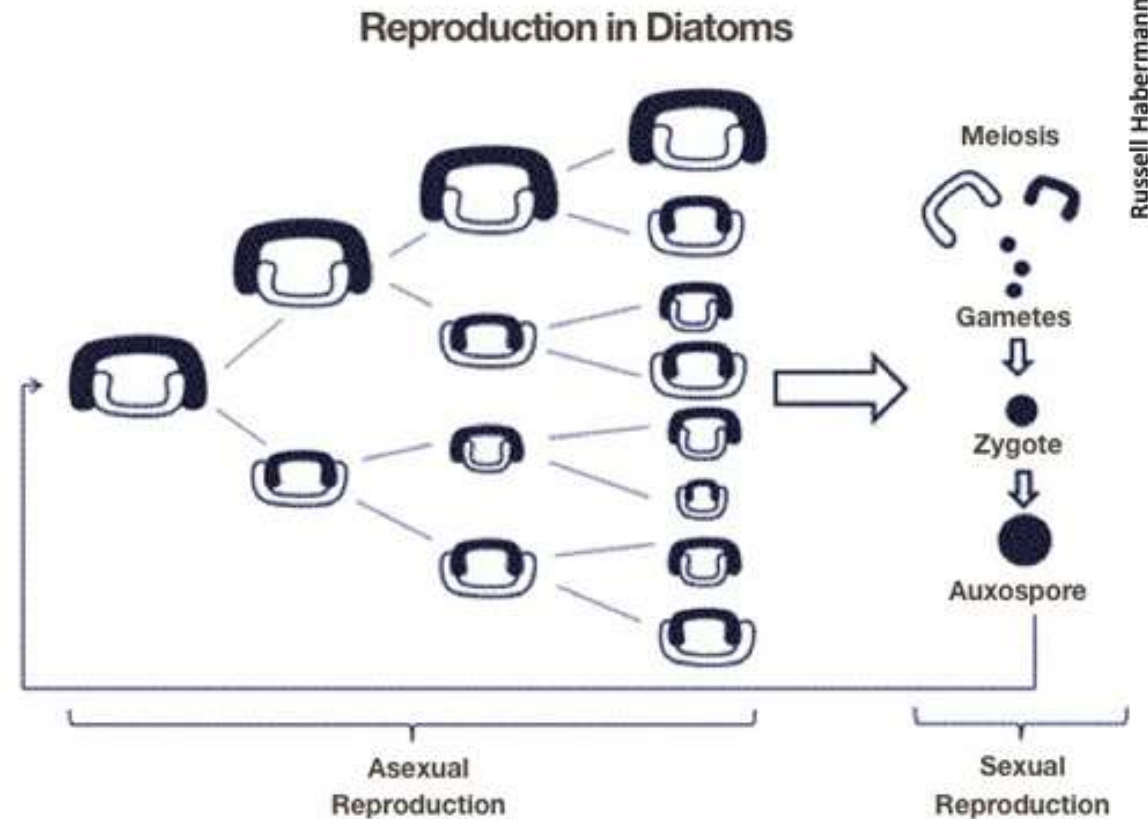 Reproduction in Diatoms
Russell Habermann
Meiosis
Gametes
Zygote
Auxospore
Asexual
Reproduction
Sexual
Reproduction